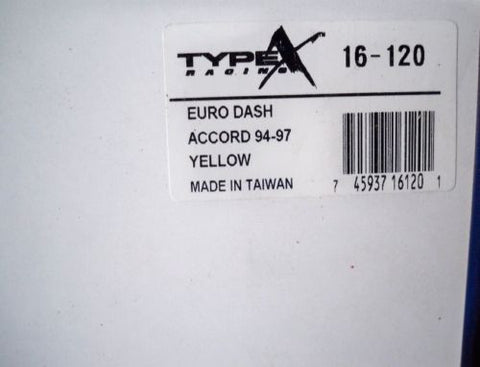 TYPE X
RACING
16-120
EURO DASH
ACCORD 94-97
YELLOW
MADE IN TAIWAN
7 45937 16120 1